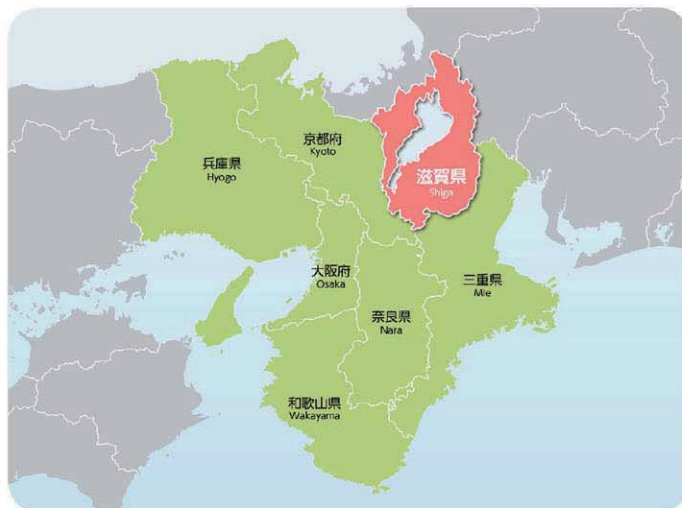 京都府
Kyoto
兵庫県
Hyogo
滋賀県
Shiga
大阪府
Osaka
三重県
Mie
奈良県
Nara
和歌山県
Wakayama